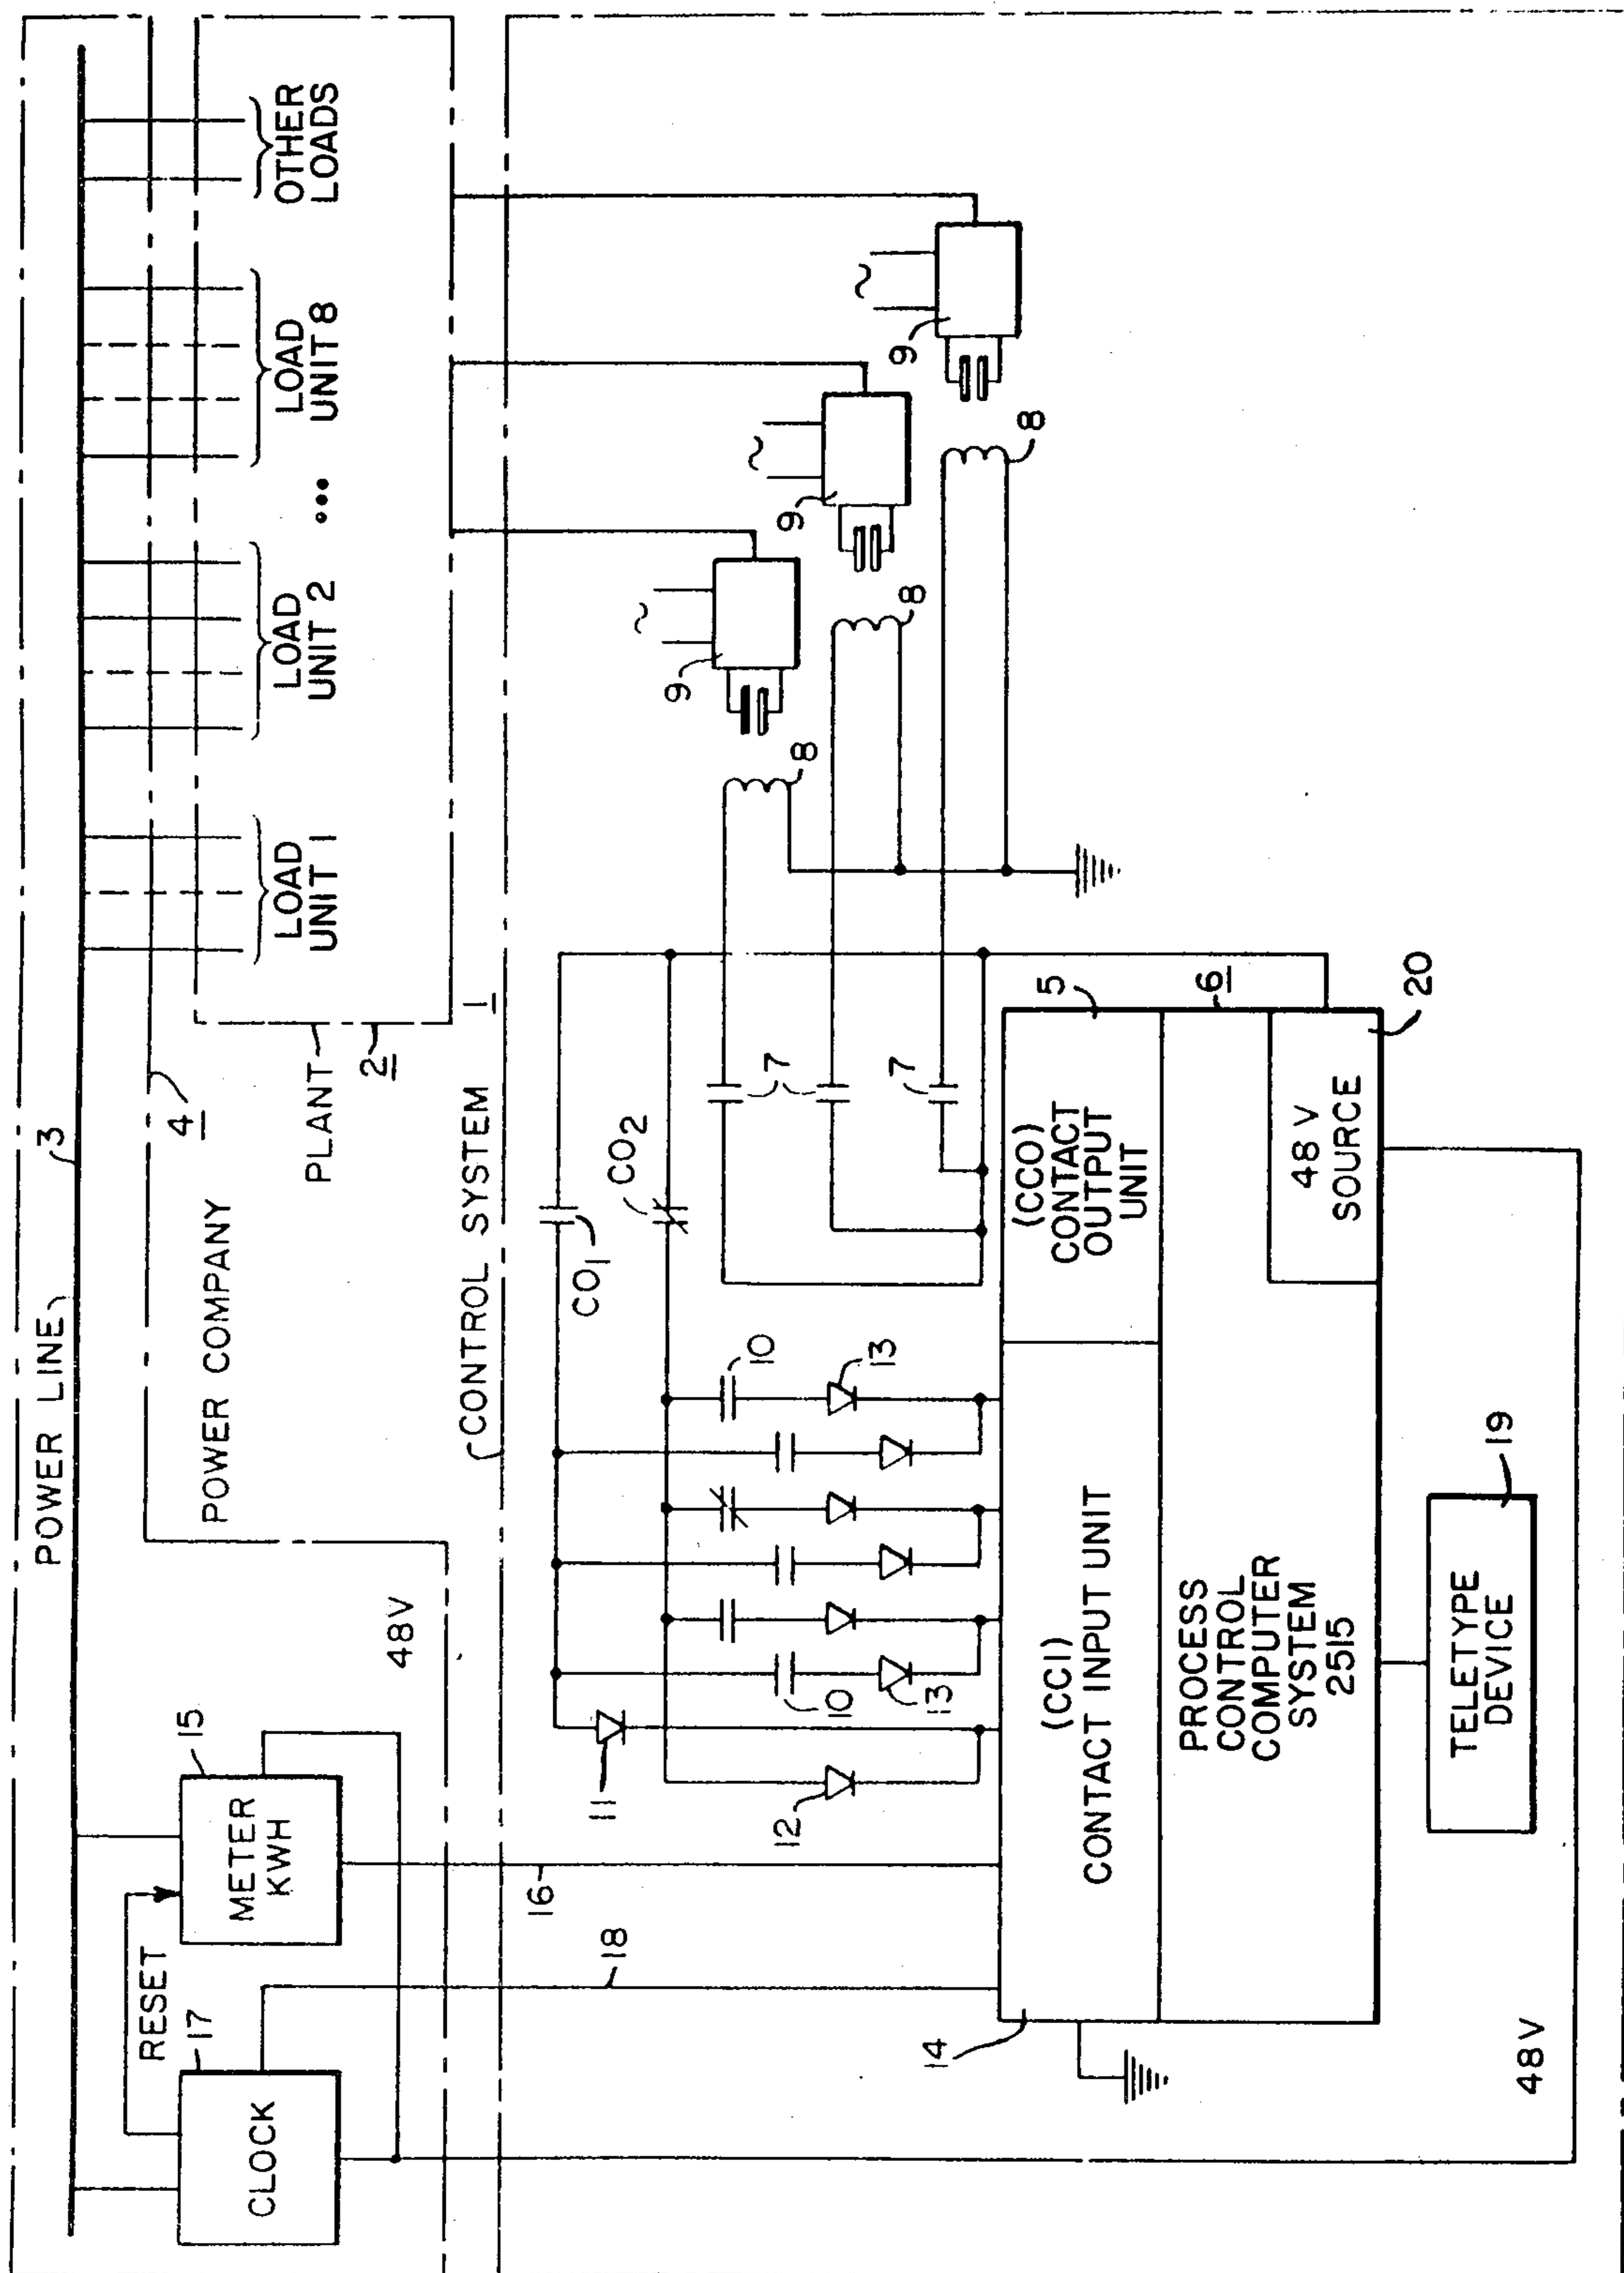 POWER LINE
3
POWER COMPANY
4
PLANT
2
CONTROL SYSTEM
1
LOAD
UNIT 1
LOAD
UNIT 2
...
LOAD
UNIT 8
OTHER
LOADS
RESET
17
CLOCK
METER
KWH
15
48V
18
16
11
12
10
13
10
13
CO1
CO2
7
7
8
8
8
9
9
9
~
~
~
14
(CCI)
CONTACT INPUT UNIT
(CCO)
CONTACT
OUTPUT
UNIT
5
6
PROCESS
CONTROL
COMPUTER
SYSTEM
2515
48 V
SOURCE
20
TELETYPE
DEVICE
19
48V